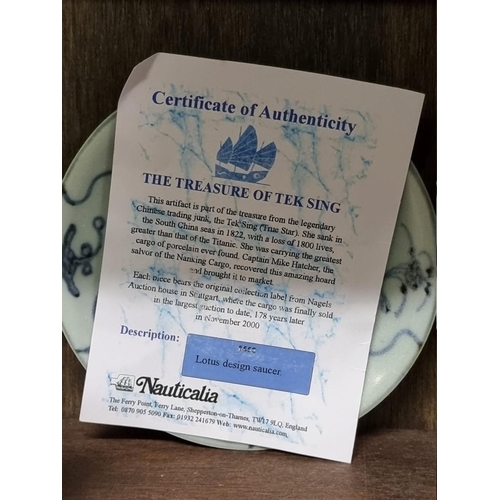 Certificate of Authenticity
THE TREASURE OF TEK SING
This artifact is part of the treasure from the legendary
Chinese trading junk, the Tek Sing (True Star). She sank in
the South China seas in 1822, with a loss of 1800 lives,
greater than that of the Titanic. She was carrying the greatest
cargo of porcelain ever found. Captain Mike Hatcher, the
salvor of the Nanking Cargo, recovered this amazing hoard
and brought it to market.
Each piece bears the original collection label from Nagels
Auction house in Stuttgart, where the cargo was finally sold
in the largest auction to date, 178 years later
in November 2000
Description:
Lotus design saucer.
Nauticalia
The Ferry Point, Ferry Lane, Shepperton-on-Thames, TW17 9LQ, England
Tel: 0870 905 5090 Fax: 01932 241679 Web: www.nauticalia.com